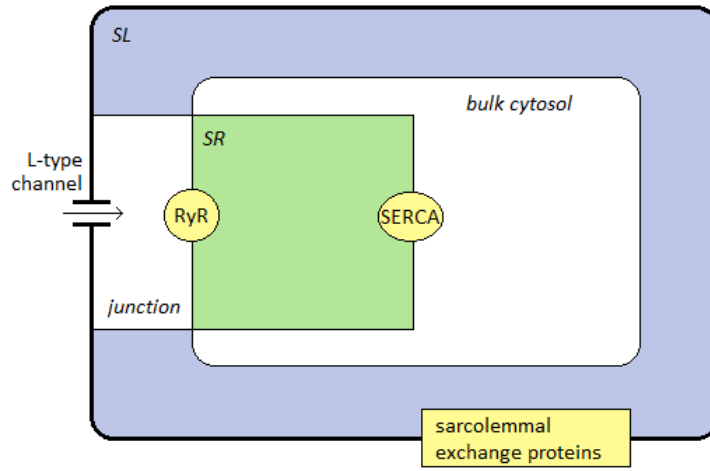 SL
bulk cytosol
SR
L-type
channel
RyR
SERCA
junction
sarcolemmal
exchange proteins